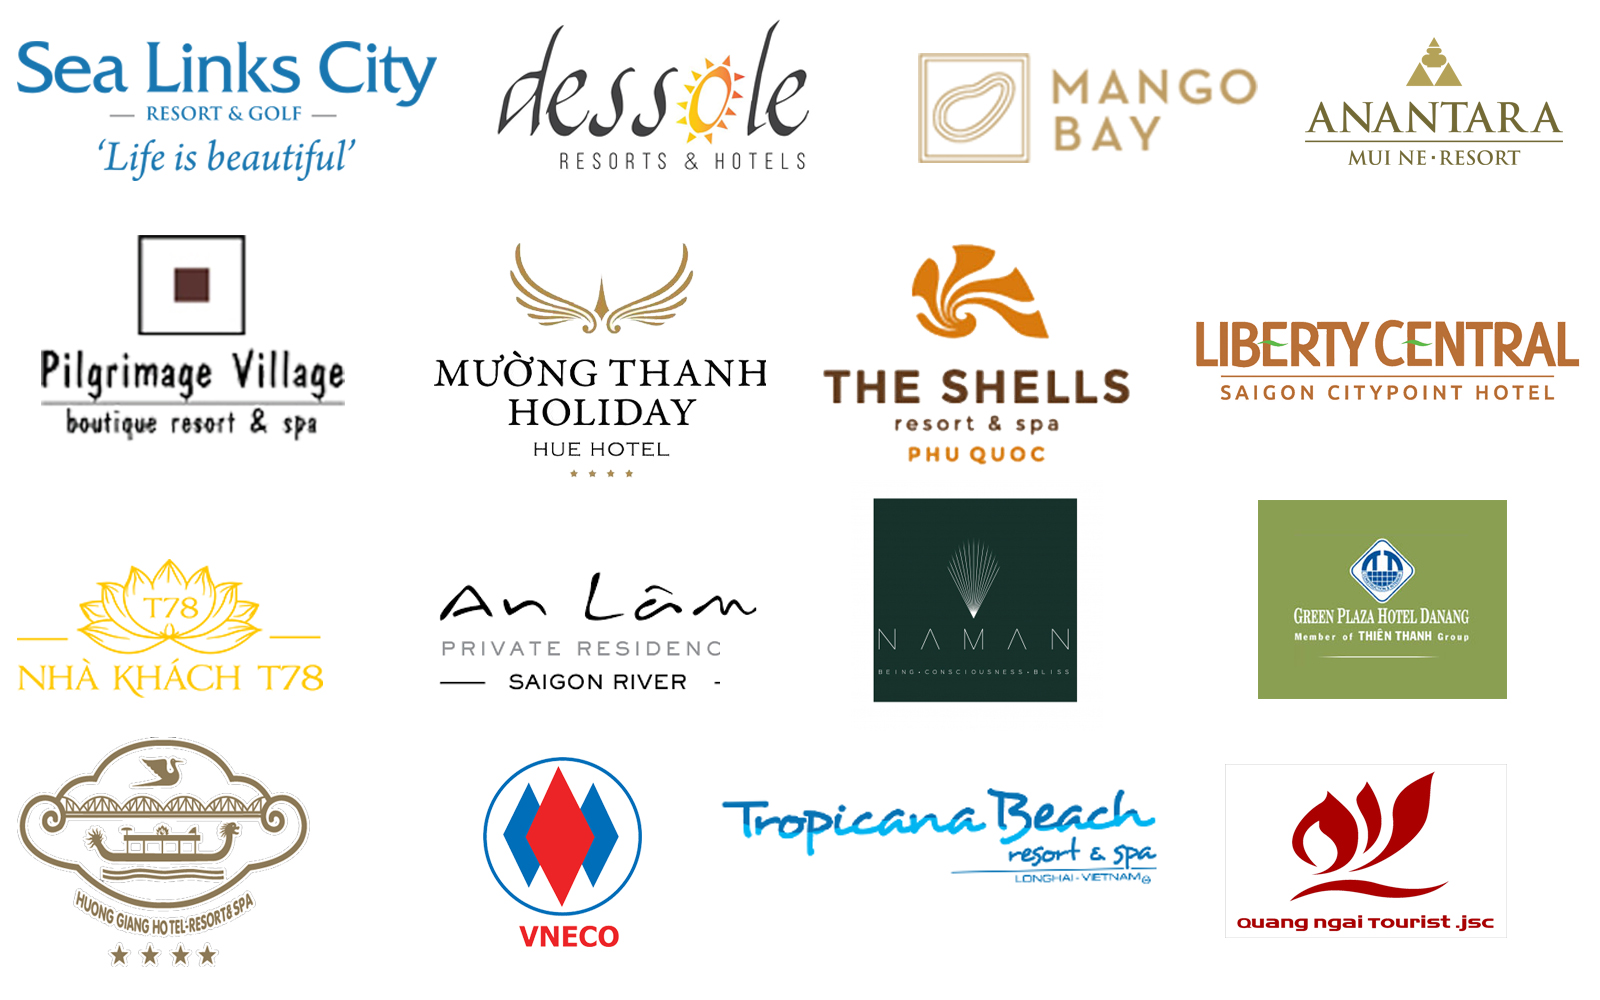 Sea Links City
RESORT & GOLF
‘Life is beautiful’
dessole
RESORTS & HOTELS
MANGO
BAY
ANANTARA
MUI NE • RESORT
Pilgrimage Village
boutique resort & spa
MƯỜNG THANH
HOLIDAY
HUE HOTEL
THE SHELLS
resort & spa
PHU QUOC
LIBERTY CENTRAL
SAIGON CITYPOINT HOTEL
T78
NHÀ KHÁCH T78
An Lâm
PRIVATE RESIDENC
SAIGON RIVER -
NAMAN
BEING • CONSCIOUSNESS • BLISS
GREEN PLAZA HOTEL DANANG
Member of THIÊN THANH Group
HUONG GIANG HOTEL-RESORT& SPA
VNECO
Tropicana Beach
resort & spa
LONGHAI - VIETNAM
Quang ngai Tourist .jsc